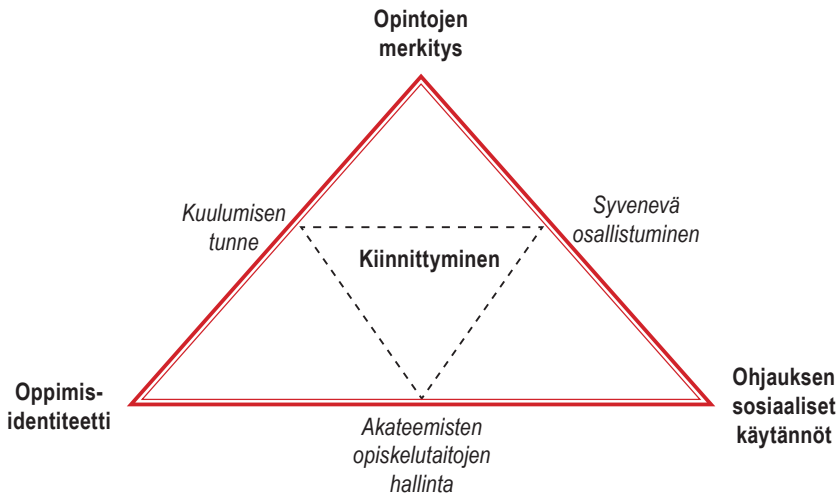 Opintojen
merkitys
Kuulumisen
tunne
Syvenevä
osallistuminen
Kiinnittyminen
Oppimis-
identiteetti
Ohjauksen
sosiaaliset
käytännöt
Akateemisten
opiskelutaitojen
hallinta